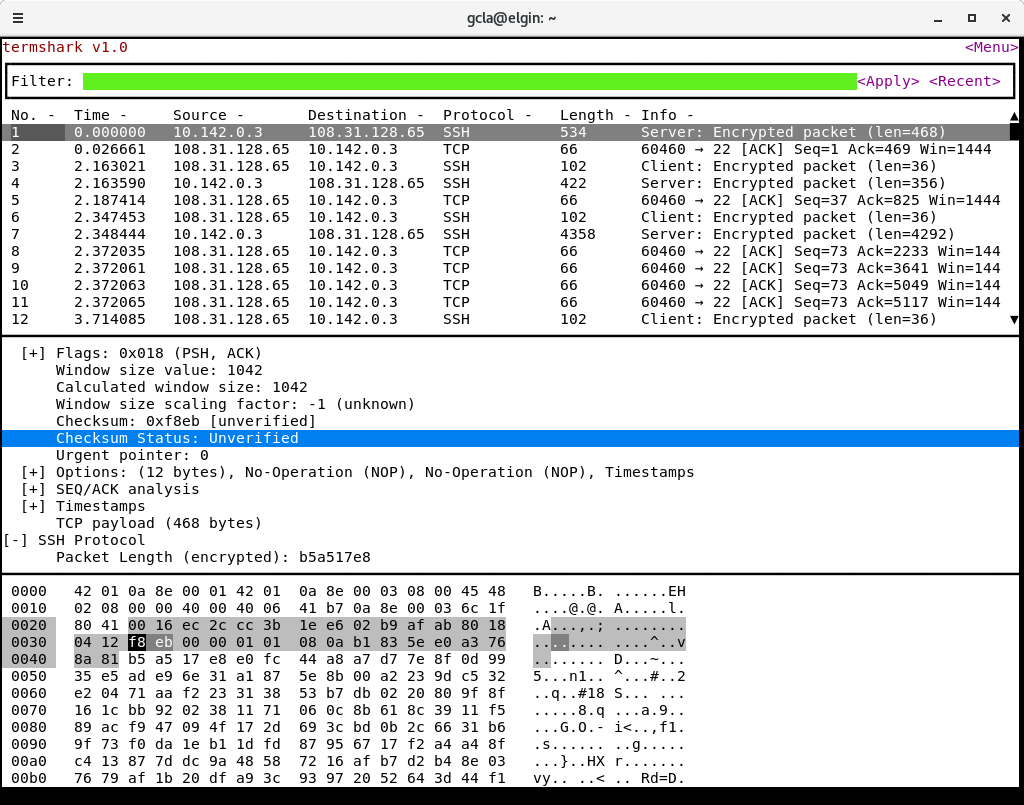 gcla@elgin: ~
termshark v1.0 <Menu>
Filter: <Apply> <Recent>
No. - Time - Source - Destination - Protocol - Length - Info -
1 0.000000 10.142.0.3 108.31.128.65 SSH 534 Server: Encrypted packet (len=468)
2 0.026661 108.31.128.65 10.142.0.3 TCP 66 60460 → 22 [ACK] Seq=1 Ack=469 Win=1444
3 2.163021 108.31.128.65 10.142.0.3 SSH 102 Client: Encrypted packet (len=36)
4 2.163590 10.142.0.3 108.31.128.65 SSH 422 Server: Encrypted packet (len=356)
5 2.187414 108.31.128.65 10.142.0.3 TCP 66 60460 → 22 [ACK] Seq=37 Ack=825 Win=1444
6 2.347453 108.31.128.65 10.142.0.3 SSH 102 Client: Encrypted packet (len=36)
7 2.348444 10.142.0.3 108.31.128.65 SSH 4358 Server: Encrypted packet (len=4292)
8 2.372035 108.31.128.65 10.142.0.3 TCP 66 60460 → 22 [ACK] Seq=73 Ack=2233 Win=144
9 2.372061 108.31.128.65 10.142.0.3 TCP 66 60460 → 22 [ACK] Seq=73 Ack=3641 Win=144
10 2.372063 108.31.128.65 10.142.0.3 TCP 66 60460 → 22 [ACK] Seq=73 Ack=5049 Win=144
11 2.372065 108.31.128.65 10.142.0.3 TCP 66 60460 → 22 [ACK] Seq=73 Ack=5117 Win=144
12 3.714085 108.31.128.65 10.142.0.3 SSH 102 Client: Encrypted packet (len=36)
[+] Flags: 0x018 (PSH, ACK)
Window size value: 1042
Calculated window size: 1042
Window size scaling factor: -1 (unknown)
Checksum: 0xf8eb [unverified]
Checksum Status: Unverified
Urgent pointer: 0
[+] Options: (12 bytes), No-Operation (NOP), No-Operation (NOP), Timestamps
[+] SEQ/ACK analysis
[+] Timestamps
TCP payload (468 bytes)
[-] SSH Protocol
Packet Length (encrypted): b5a517e8
0000 42 01 0a 8e 00 01 42 01 0a 8e 00 03 08 00 45 48 B.....B. ......EH
0010 02 08 00 00 40 00 40 06 41 b7 0a 8e 00 03 6c 1f ....@.@. A.....l.
0020 80 41 00 16 ec 2c cc 3b 1e e6 02 b9 af ab 80 18 .A...,.; ........
0030 04 12 f8 eb 00 00 01 01 08 0a b1 83 5e e0 a3 76 ........ ....^..v
0040 8a 81 b5 a5 17 e8 e0 fc 44 a8 a7 d7 7e 8f 0d 99 ........ D...~...
0050 35 e5 ad e9 6e 31 a1 87 5e 8b 00 a2 23 9d c5 32 5...n1.. ^...#..2
0060 e2 04 71 aa f2 23 31 38 53 b7 db 02 20 80 9f 8f ..q..#18 S... ...
0070 16 1c bb 92 02 38 11 71 06 0c 8b 61 8c 39 11 f5 .....8.q ...a.9..
0080 89 ac f9 47 09 4f 17 2d 69 3c bd 0b 2c 66 31 b6 ...G.O.- i<..,f1.
0090 9f 73 f0 da 1e b1 1d fd 87 95 67 17 f2 a4 a4 8f .s...... ..g.....
00a0 c4 13 87 7d dc 9a 48 58 72 16 af b7 d2 b4 8e 03 ...}..HX r.......
00b0 76 79 af 1b 20 df a9 3c 93 97 20 52 64 3d 44 f1 vy.. ..< .. Rd=D.